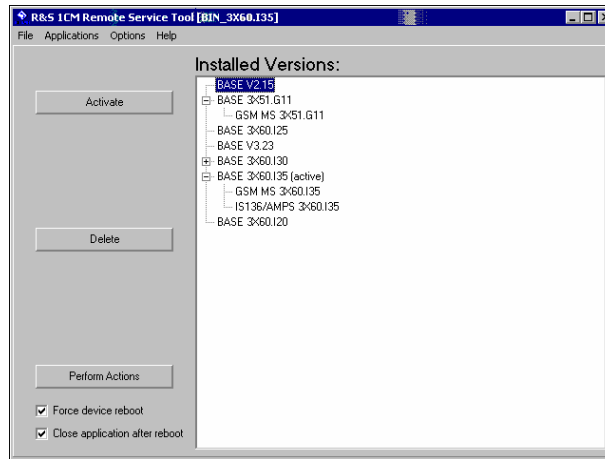 R&S 1CM Remote Service Tool [BIN_3X60.I35]
File Applications Options Help
Installed Versions:
Activate
Delete
Perform Actions
Force device reboot
Close application after reboot
BASE V2.15
BASE 3X51.G11
GSM MS 3X51.G11
BASE 3X60.I25
BASE V3.23
BASE 3X60.I30
BASE 3X60.I35 (active)
GSM MS 3X60.I35
IS136/AMPS 3X60.I35
BASE 3X60.I20